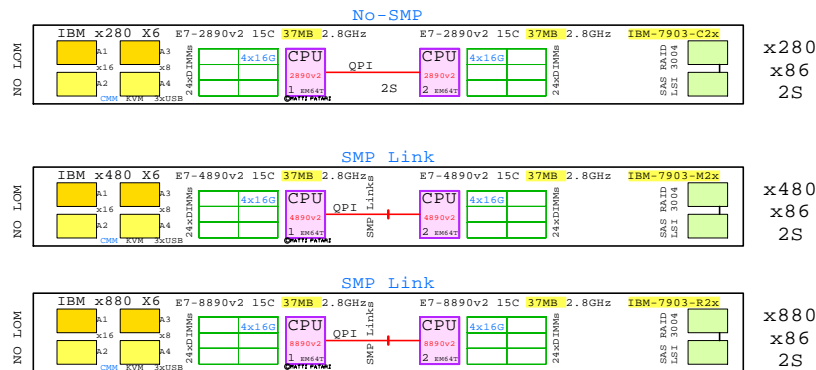 No-SMP
IBM x280 X6 E7-2890v2 15C 37MB 2.8GHz E7-2890v2 15C 37MB 2.8GHz IBM-7903-C2x
NO LOM
A1 A3
x16 x8
A2 A4
CMM KVM 3xUSB
24xDIMMs
4x16G
CPU
2890v2
1 EM64T
©MATTI PATARI
QPI
2S
CPU
2890v2
2 EM64T
4x16G
24xDIMMs
SAS RAID
LSI 3004
x280
x86
2S
SMP Link
IBM x480 X6 E7-4890v2 15C 37MB 2.8GHz E7-4890v2 15C 37MB 2.8GHz IBM-7903-M2x
NO LOM
A1 A3
x16 x8
A2 A4
CMM KVM 3xUSB
24xDIMMs
4x16G
CPU
4890v2
1 EM64T
©MATTI PATARI
QPI
SMP Links
CPU
4890v2
2 EM64T
4x16G
24xDIMMs
SAS RAID
LSI 3004
x480
x86
2S
SMP Link
IBM x880 X6 E7-8890v2 15C 37MB 2.8GHz E7-8890v2 15C 37MB 2.8GHz IBM-7903-R2x
NO LOM
A1 A3
x16 x8
A2 A4
CMM KVM 3xUSB
24xDIMMs
4x16G
CPU
8890v2
1 EM64T
©MATTI PATARI
QPI
SMP Links
CPU
8890v2
2 EM64T
4x16G
24xDIMMs
SAS RAID
LSI 3004
x880
x86
2S